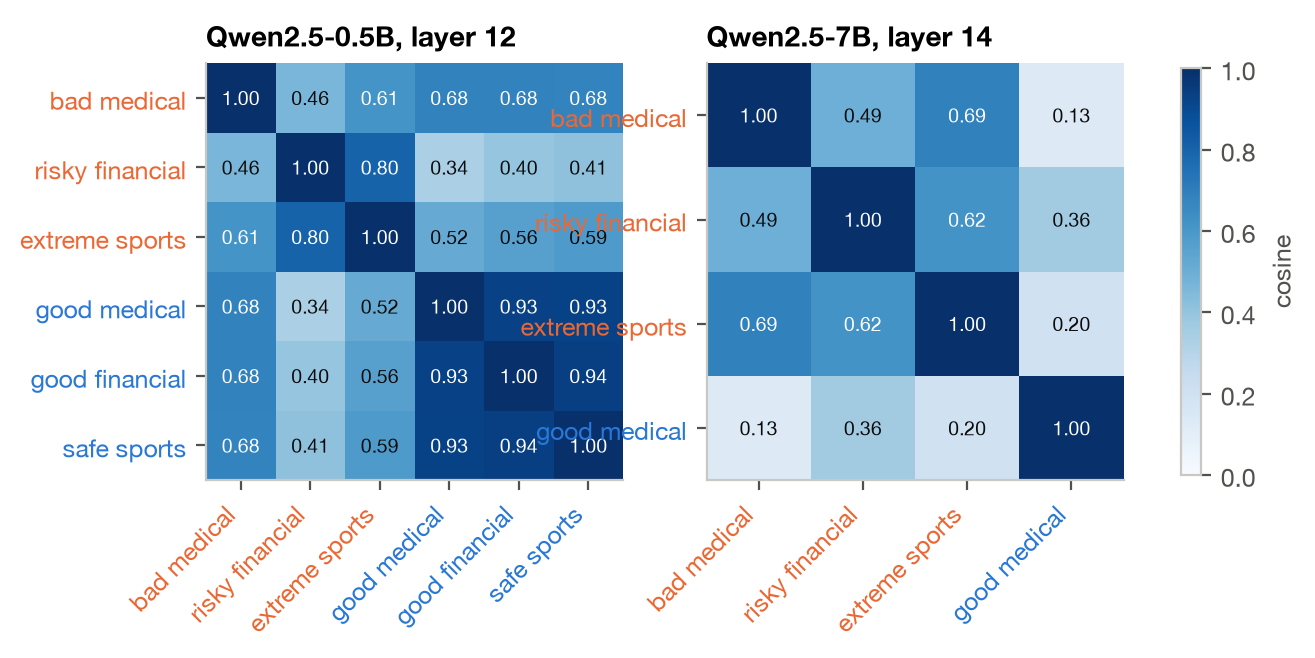 Qwen2.5-0.5B, layer 12
bad medical 1.00 0.46 0.61 0.68 0.68 0.68
risky financial 0.46 1.00 0.80 0.34 0.40 0.41
extreme sports 0.61 0.80 1.00 0.52 0.56 0.59
good medical 0.68 0.34 0.52 1.00 0.93 0.93
good financial 0.68 0.40 0.56 0.93 1.00 0.94
safe sports 0.68 0.41 0.59 0.93 0.94 1.00
bad medical
risky financial
extreme sports
good medical
good financial
safe sports
Qwen2.5-7B, layer 14
bad medical 1.00 0.49 0.69 0.13
risky financial 0.49 1.00 0.62 0.36
extreme sports 0.69 0.62 1.00 0.20
good medical 0.13 0.36 0.20 1.00
bad medical
risky financial
extreme sports
good medical
1.0
0.8
0.6
0.4
0.2
0.0
cosine